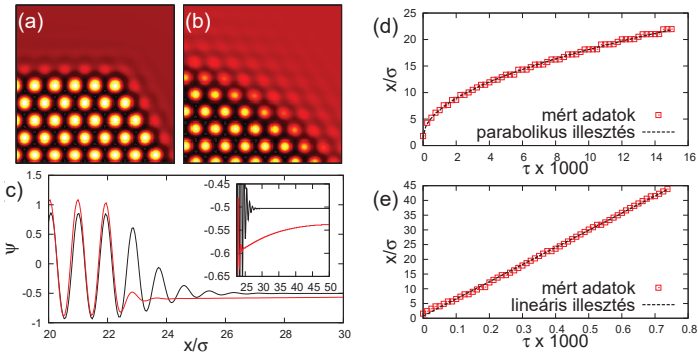 (a)
(b)
c)
ψ
1.5
1
0.5
0
-0.5
-1
20 22 24 26 28 30
x/σ
-0.45
-0.5
-0.55
-0.6
-0.65
25 30 35 40 45 50
(d)
x/σ
25
20
15
10
5
0
0 2 4 6 8 10 12 14 16
τ x 1000
mért adatok
parabolikus illesztés
(e)
x/σ
45
40
35
30
25
20
15
10
5
0
0 0.1 0.2 0.3 0.4 0.5 0.6 0.7 0.8
τ x 1000
mért adatok
lineáris illesztés